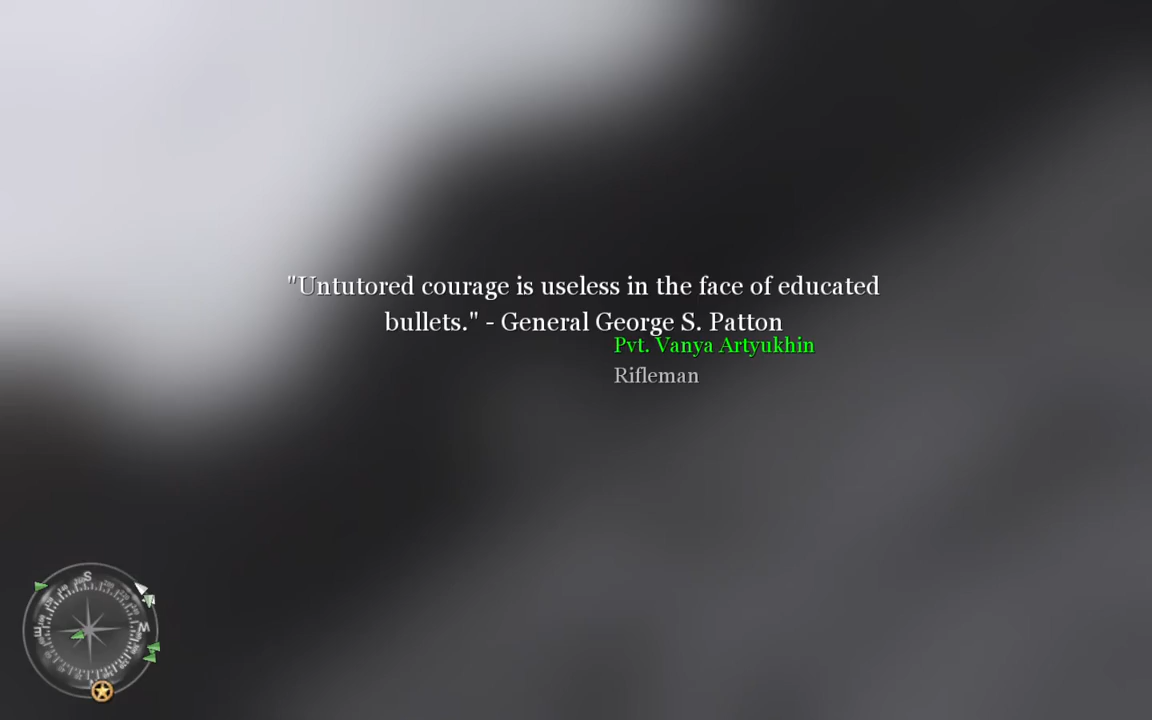 "Untutored courage is useless in the face of educated
bullets." - General George S. Patton
Pvt. Vanya Artyukhin
Rifleman
S
E
W